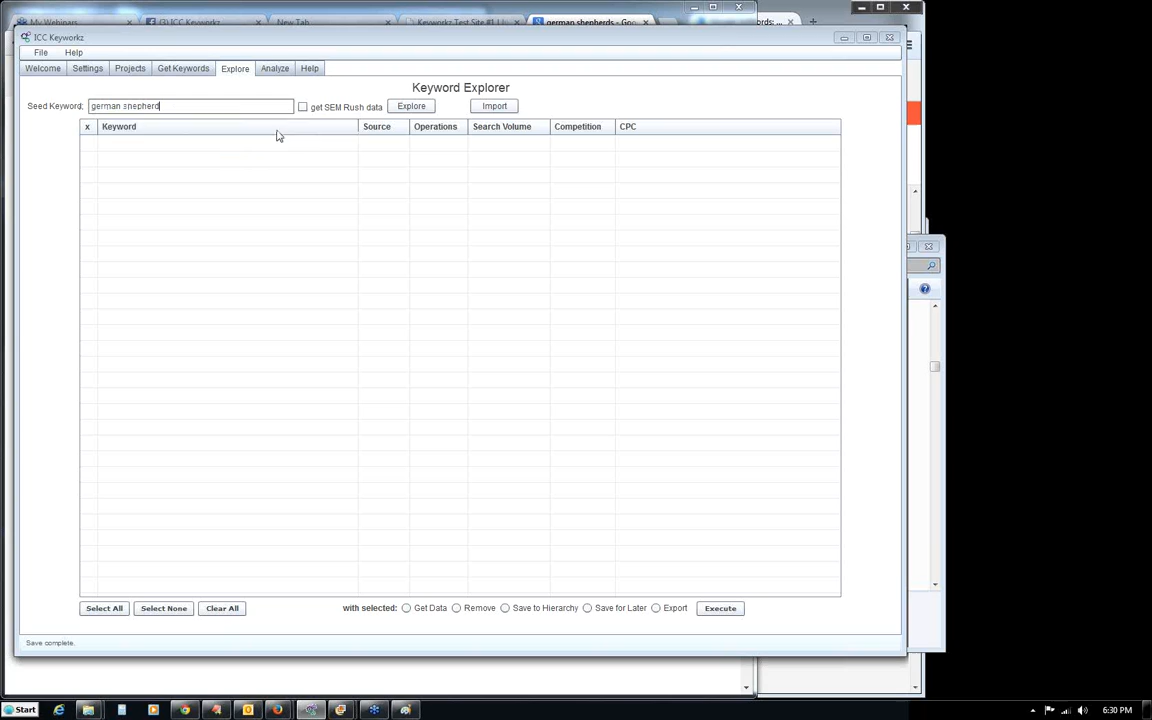 My Webinars
(3) ICC Keyworkz
New Tab
Keyworkz Test Site #1 | J
german shepherds - Goo
ords: ...
ICC Keyworkz
File Help
Welcome Settings Projects Get Keywords Explore Analyze Help
Keyword Explorer
Seed Keyword: german shepherd get SEM Rush data Explore Import
x Keyword Source Operations Search Volume Competition CPC
Select All Select None Clear All with selected: Get Data Remove Save to Hierarchy Save for Later Export Execute
Save complete.
Start 6:30 PM